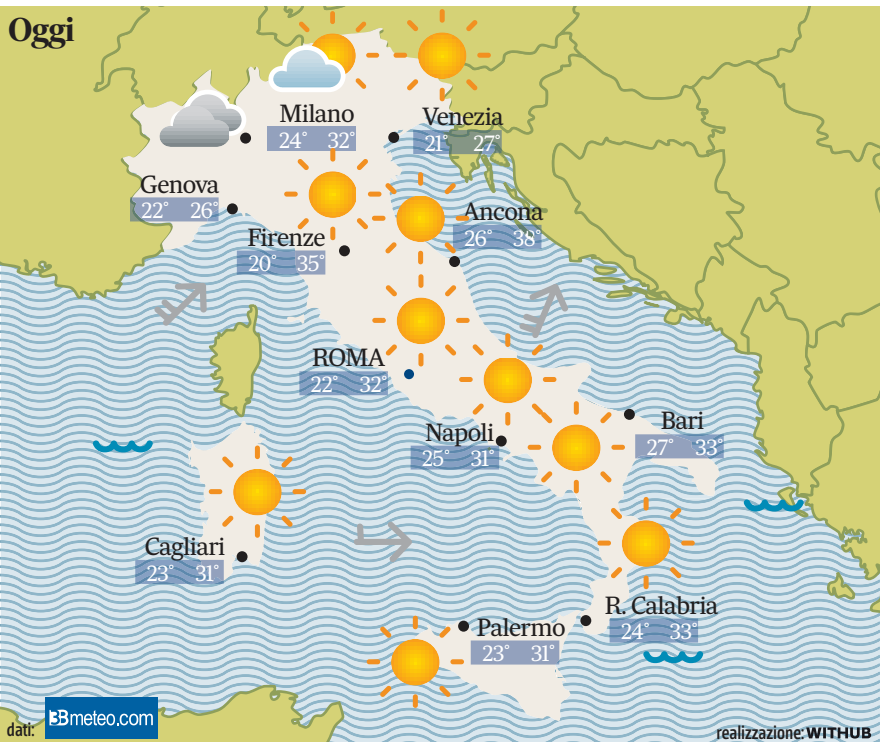 Oggi
Milano
24° 32°
Venezia
21° 27°
Genova
22° 26°
Ancona
26° 38°
Firenze
20° 35°
ROMA
22° 32°
Napoli
25° 31°
Bari
27° 33°
Cagliari
23° 31°
R. Calabria
24° 33°
Palermo
23° 31°
dati: 3Bmeteo.com
realizzazione: WITHUB